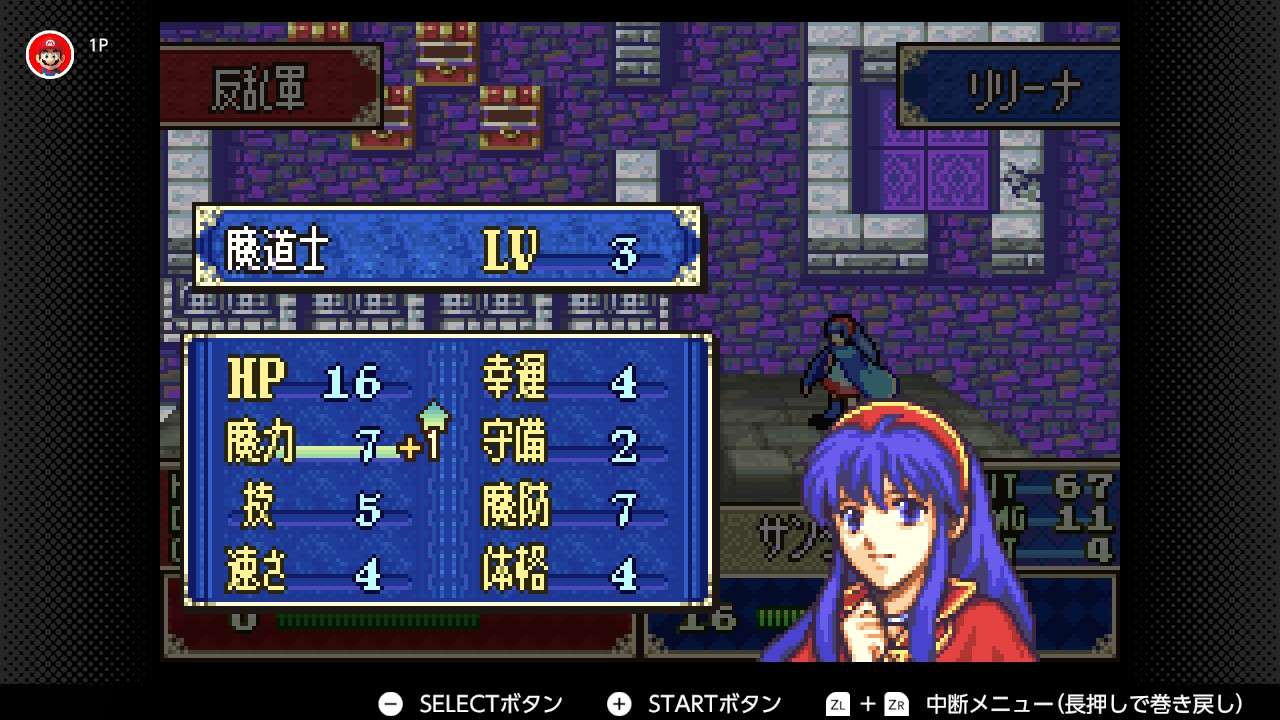 1P
反乱軍
リリーナ
魔道士 LV 3
HP 16 幸運 4
魔力 7 +1 守備 2
技 5 魔防 7
速さ 4 体格 4
67
11
4
サン
0
16
SELECTボタン
STARTボタン
ZL + ZR 中断メニュー(長押しで巻き戻し)